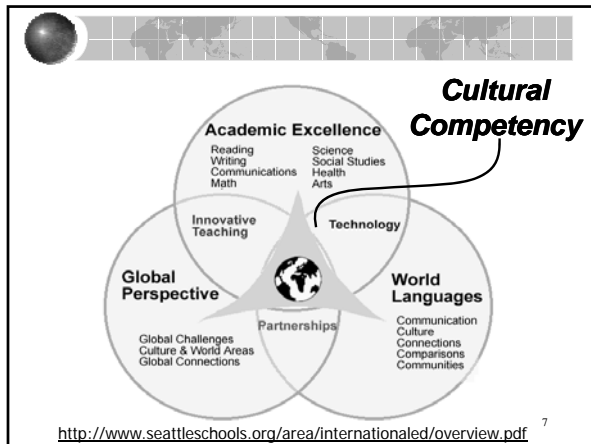 Cultural
Competency
Academic Excellence
Reading
Writing
Communications
Math
Science
Social Studies
Health
Arts
Innovative
Teaching
Technology
Global
Perspective
Global Challenges
Culture & World Areas
Global Connections
World
Languages
Communication
Culture
Connections
Comparisons
Communities
Partnerships
http://www.seattleschools.org/area/internationaled/overview.pdf
7